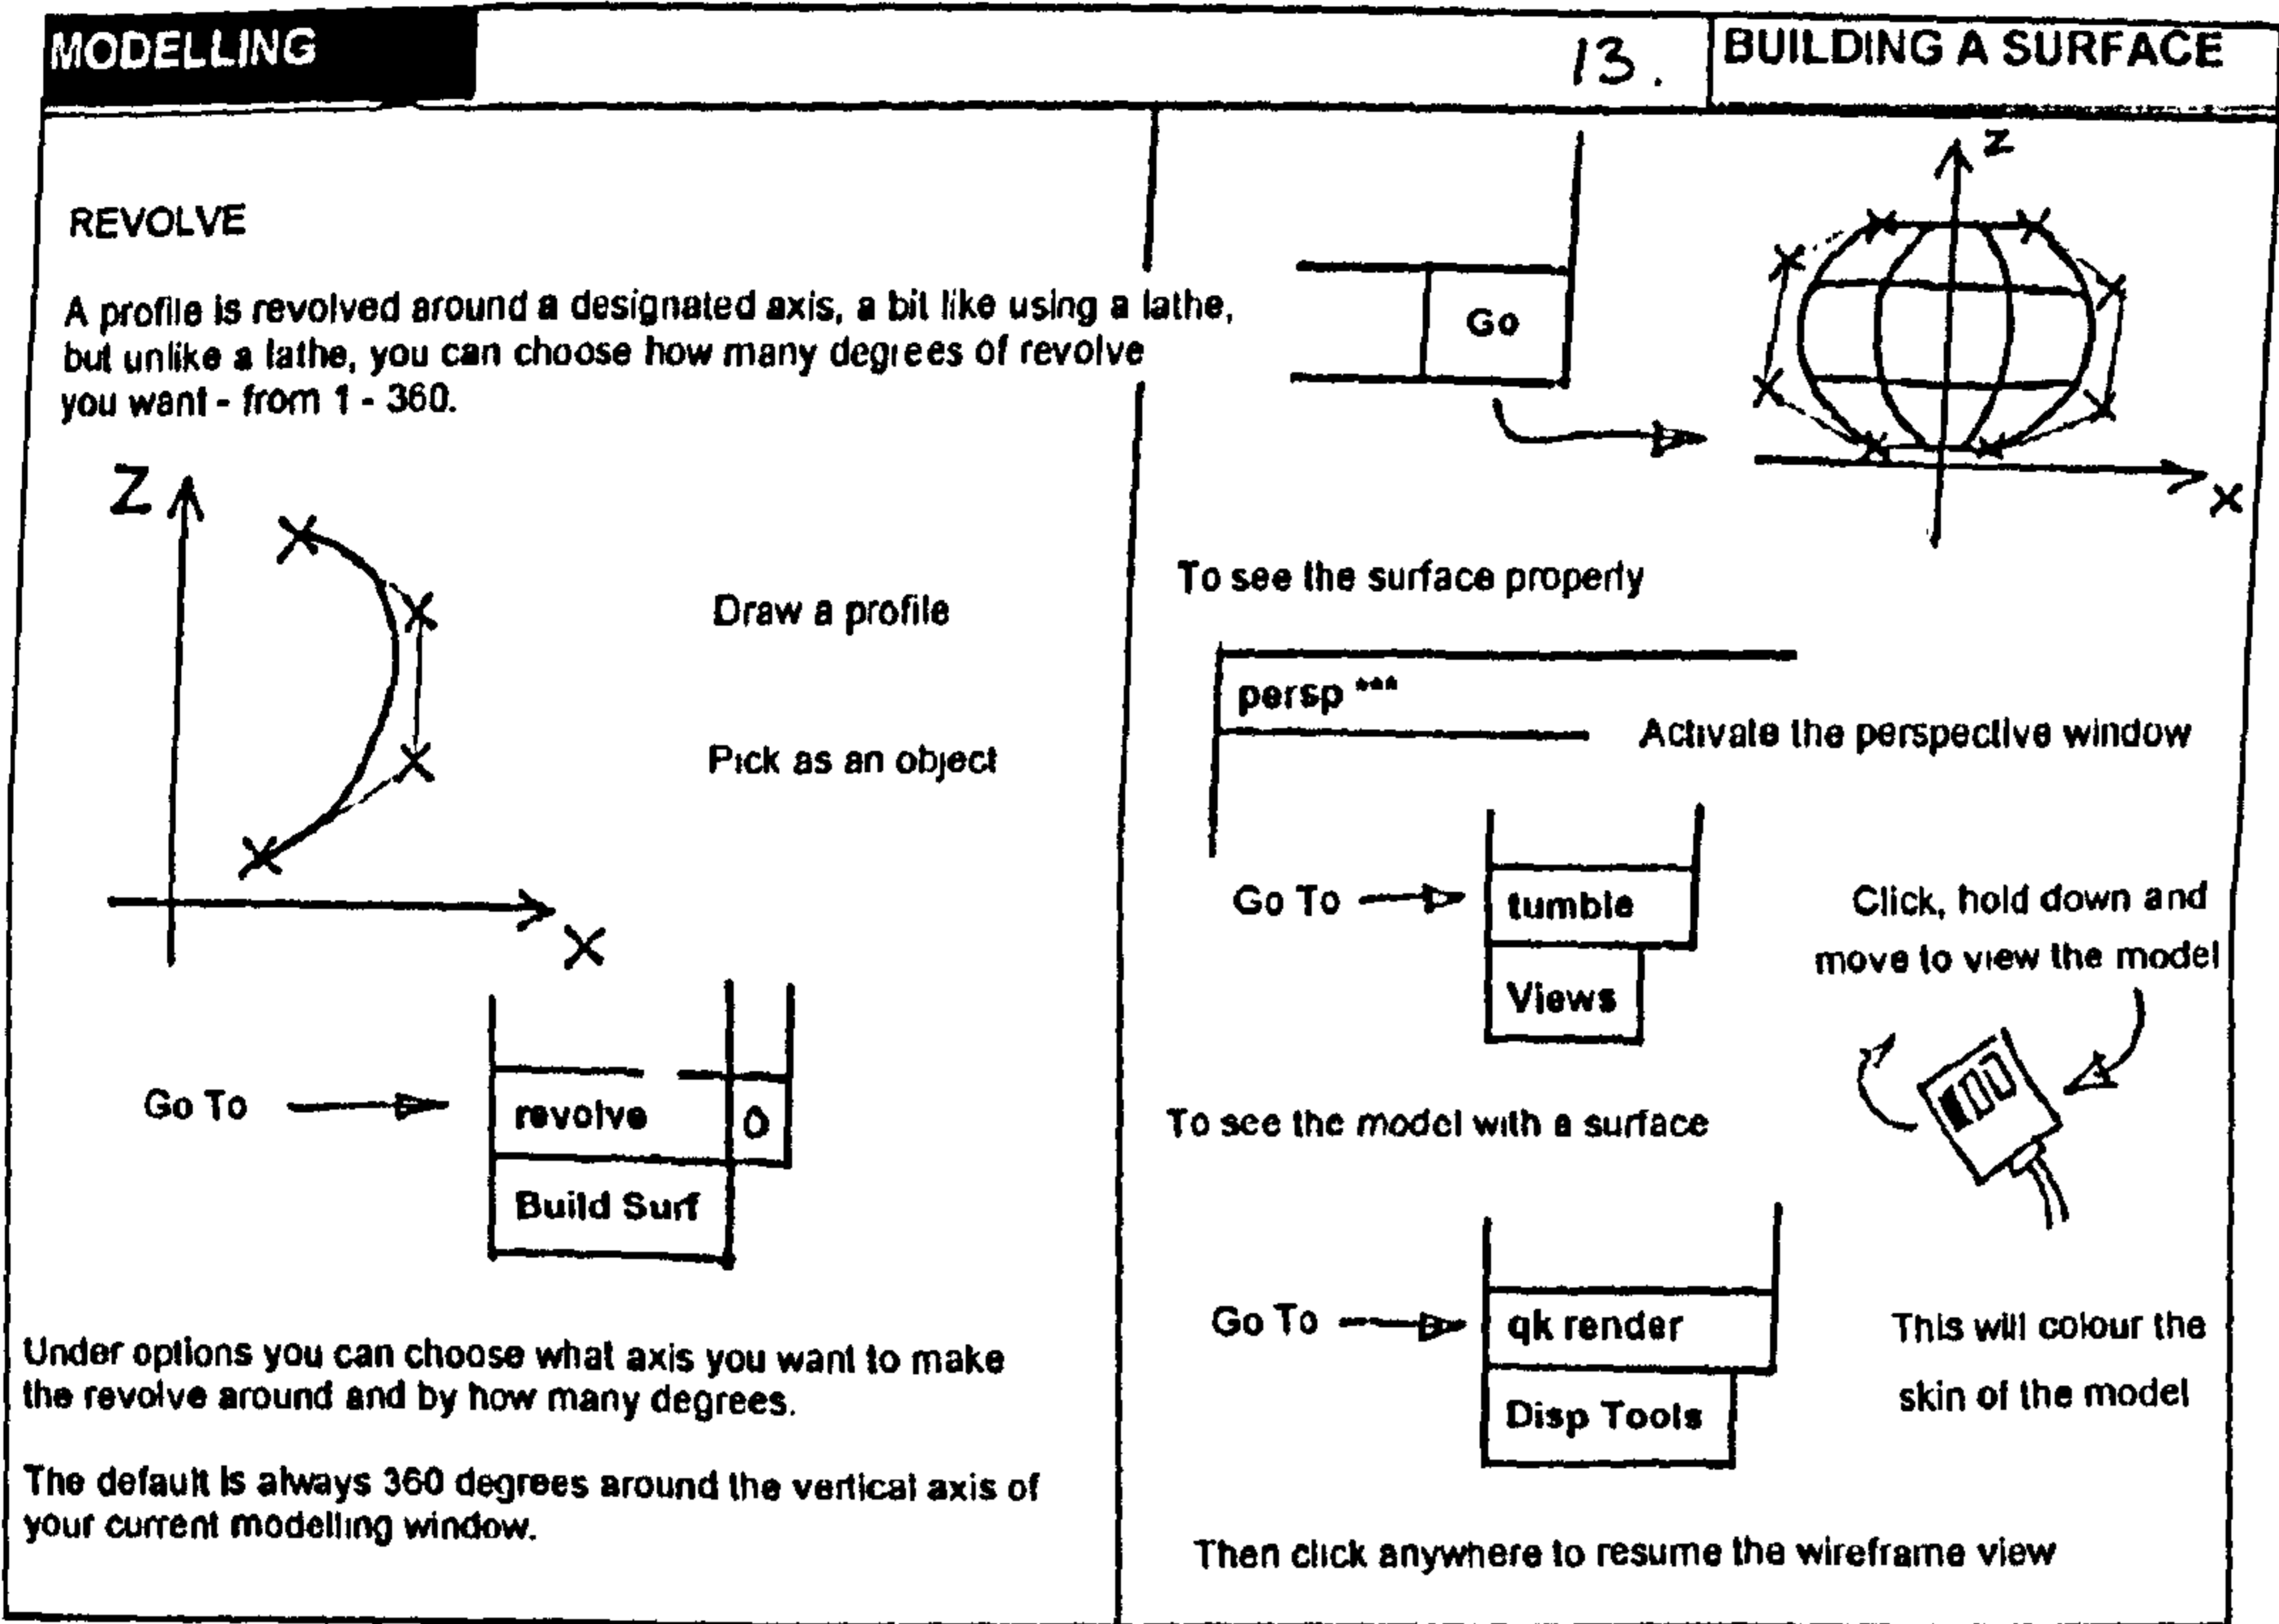 MODELLING
13.
BUILDING A SURFACE
REVOLVE
A profile is revolved around a designated axis, a bit like using a lathe,
but unlike a lathe, you can choose how many degrees of revolve
you want - from 1 - 360.
Z
Draw a profile
Pick as an object
X
Go To
revolve
O
Build Surf
Under options you can choose what axis you want to make
the revolve around and by how many degrees.
The default is always 360 degrees around the vertical axis of
your current modelling window.
Go
Z
X
To see the surface properly
persp ***
Activate the perspective window
Go To
tumble
Views
Click, hold down and
move to view the model
To see the model with a surface
Go To
qk render
Disp Tools
This will colour the
skin of the model
Then click anywhere to resume the wireframe view